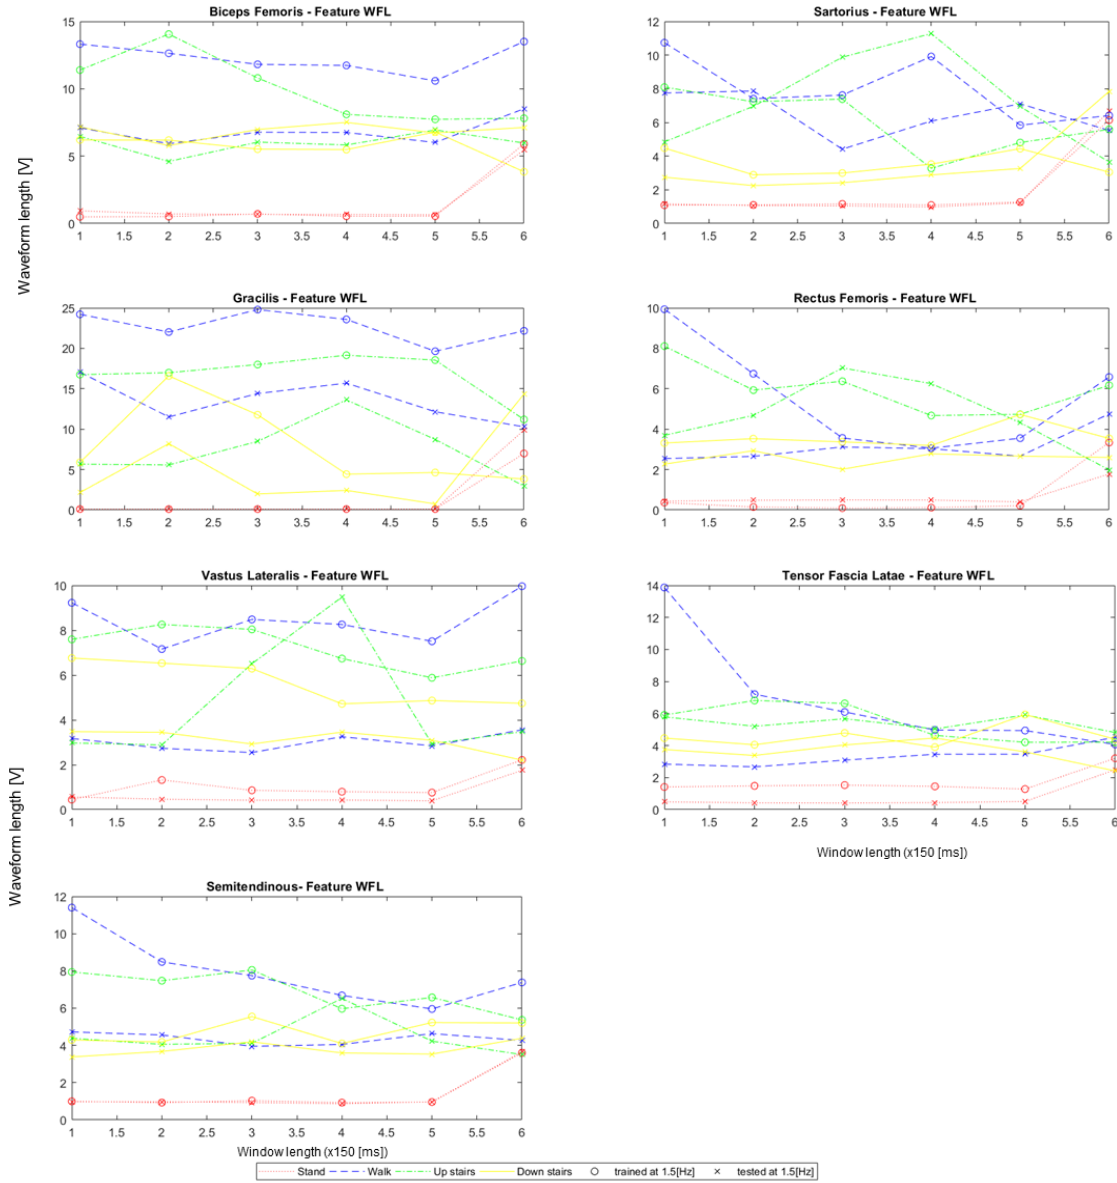 Biceps Femoris - Feature WFL
15
10
5
0
1 1.5 2 2.5 3 3.5 4 4.5 5 5.5 6
Sartorius - Feature WFL
12
10
8
6
4
2
0
1 1.5 2 2.5 3 3.5 4 4.5 5 5.5 6
Waveform length [V]
Gracilis - Feature WFL
25
20
15
10
5
0
1 1.5 2 2.5 3 3.5 4 4.5 5 5.5 6
Rectus Femoris - Feature WFL
10
8
6
4
2
0
1 1.5 2 2.5 3 3.5 4 4.5 5 5.5 6
Vastus Lateralis - Feature WFL
10
8
6
4
2
0
1 1.5 2 2.5 3 3.5 4 4.5 5 5.5 6
Tensor Fascia Latae - Feature WFL
14
12
10
8
6
4
2
0
1 1.5 2 2.5 3 3.5 4 4.5 5 5.5 6
Window length (x150 [ms])
Waveform length [V]
Semitendinous- Feature WFL
12
10
8
6
4
2
0
1 1.5 2 2.5 3 3.5 4 4.5 5 5.5 6
Window length (x150 [ms])
Stand Walk Up stairs Down stairs trained at 1.5[Hz] tested at 1.5[Hz]